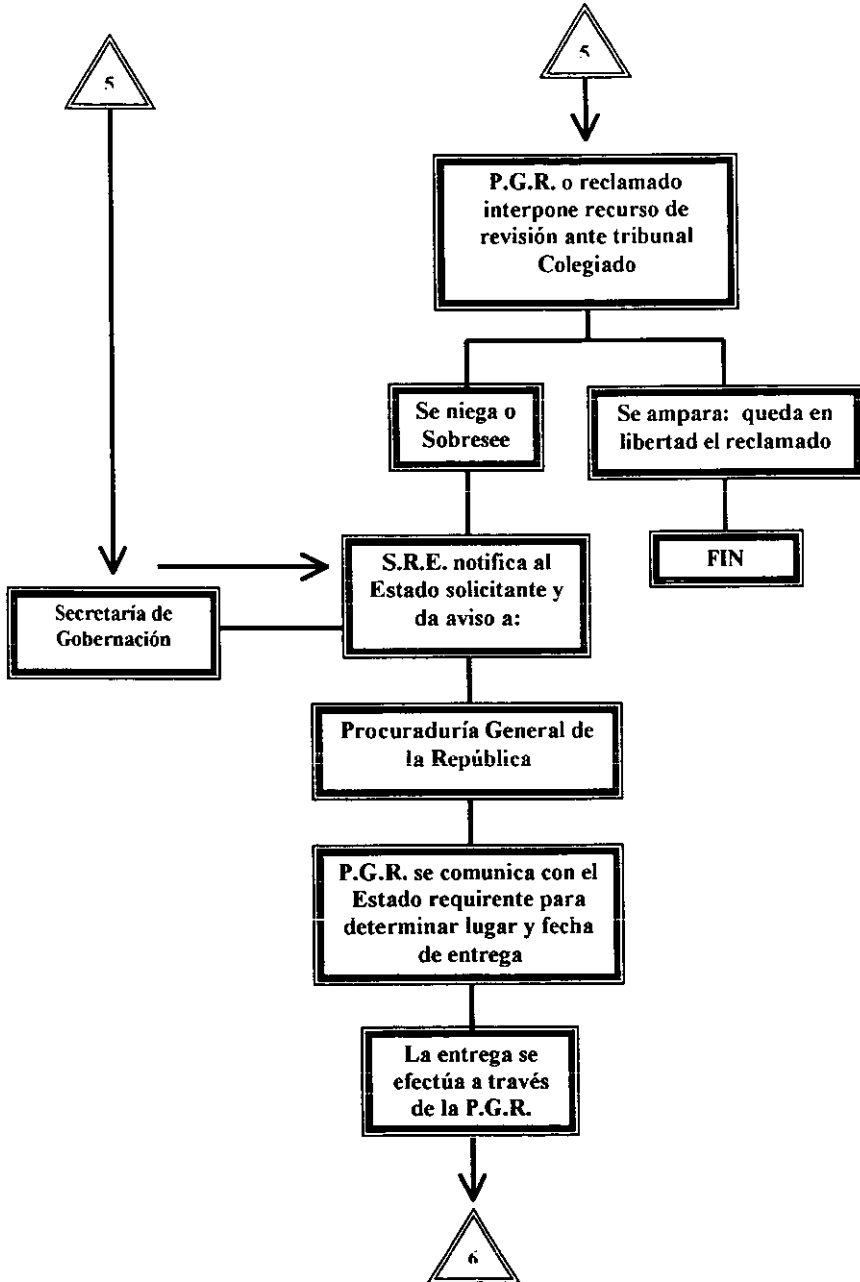 5
5
P.G.R. o reclamado
interpone recurso de
revisión ante tribunal
Colegiado
Se niega o
Sobresee
Se ampara: queda en
libertad el reclamado
S.R.E. notifica al
Estado solicitante y
da aviso a:
FIN
Secretaría de
Gobernación
Procuraduría General de
la República
P.G.R. se comunica con el
Estado requirente para
determinar lugar y fecha
de entrega
La entrega se
efectúa a través
de la P.G.R.
6